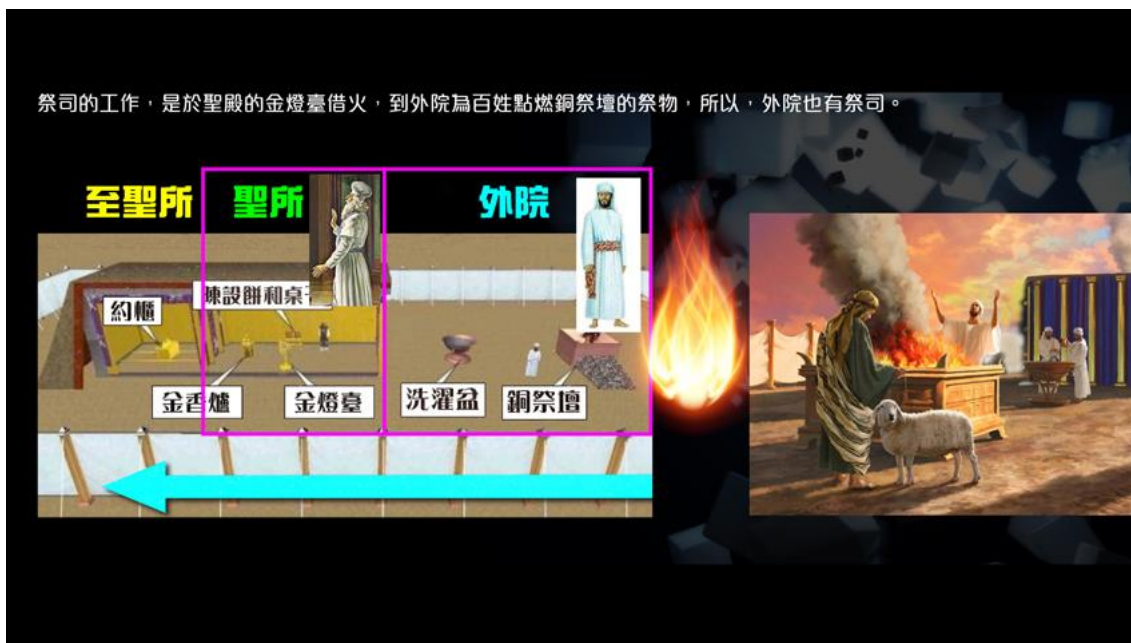 祭司的工作，是於聖殿的金燈臺借火，到外院為百姓點燃銅祭壇的祭物，所以，外院也有祭司。
至聖所
聖所
外院
約櫃
陳設餅和桌子
金香爐
金燈臺
洗濯盆
銅祭壇